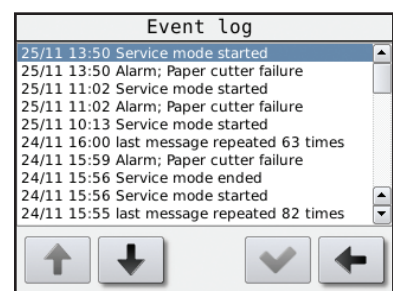 Event log
25/11 13:50 Service mode started
25/11 13:50 Alarm; Paper cutter failure
25/11 11:02 Service mode started
25/11 11:02 Alarm; Paper cutter failure
25/11 10:13 Service mode started
24/11 16:00 last message repeated 63 times
24/11 15:59 Alarm; Paper cutter failure
24/11 15:56 Service mode ended
24/11 15:56 Service mode started
24/11 15:55 last message repeated 82 times